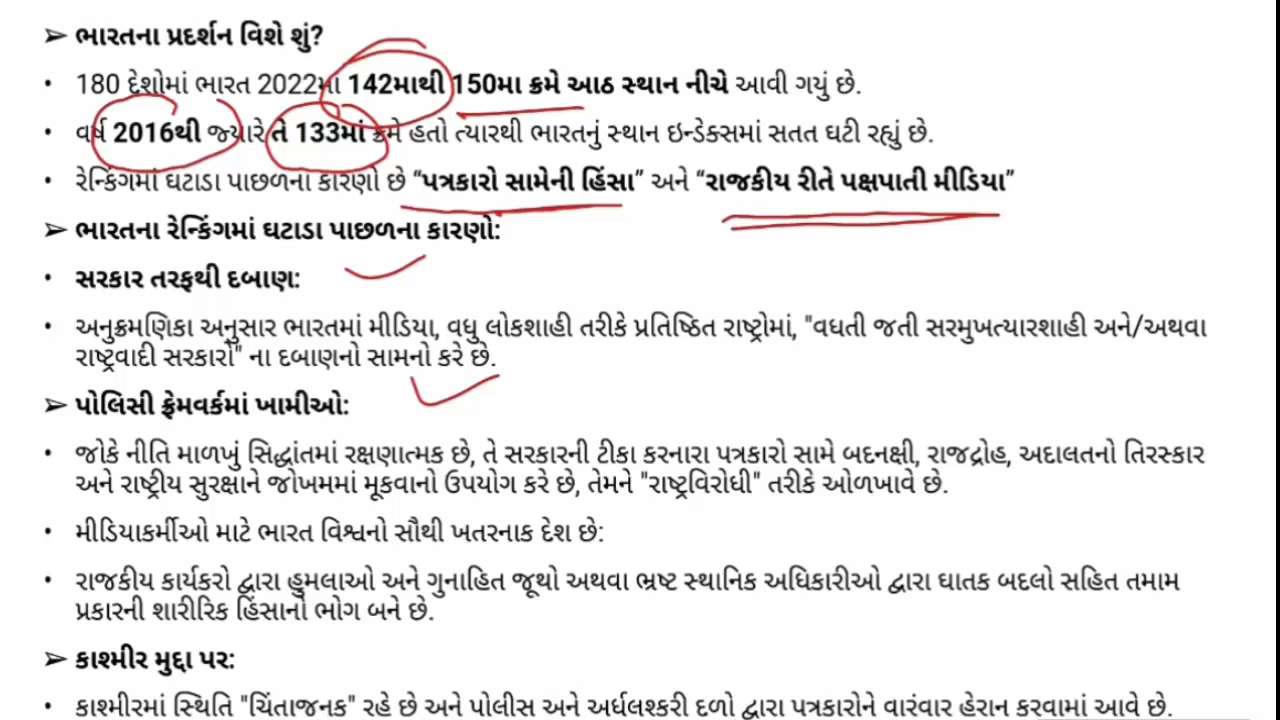 ➢ ભારતના પ્રદર્શન વિશે શું?
• 180 દેશોમાં ભારત 2022માં 142માથી 150મા ક્રમે આઠ સ્થાન નીચે આવી ગયું છે.
• વર્ષ 2016થી જ્યારે તે 133માં ક્રમે હતો ત્યારથી ભારતનું સ્થાન ઇન્ડેક્સમાં સતત ઘટી રહ્યું છે.
• રેન્કિંગમાં ઘટાડા પાછળના કારણો છે “પત્રકારો સામેની હિંસા” અને “રાજકીય રીતે પક્ષપાતી મીડિયા”
➢ ભારતના રેન્કિંગમાં ઘટાડા પાછળના કારણો:
• સરકાર તરફથી દબાણ:
• અનુક્રમણિકા અનુસાર ભારતમાં મીડિયા, વધુ લોકશાહી તરીકે પ્રતિષ્ઠિત રાષ્ટ્રોમાં, "વધતી જતી સરમુખત્યારશાહી અને/અથવા
રાષ્ટ્રવાદી સરકારો" ના દબાણનો સામનો કરે છે.
➢ પોલિસી ફ્રેમવર્કમાં ખામીઓ:
• જોકે નીતિ માળખું સિદ્ધાંતમાં રક્ષણાત્મક છે, તે સરકારની ટીકા કરનારા પત્રકારો સામે બદનક્ષી, રાજદ્રોહ, અદાલતનો તિરસ્કાર
અને રાષ્ટ્રીય સુરક્ષાને જોખમમાં મૂકવાનો ઉપયોગ કરે છે, તેમને "રાષ્ટ્રવિરોધી" તરીકે ઓળખાવે છે.
• મીડિયાકર્મીઓ માટે ભારત વિશ્વનો સૌથી ખતરનાક દેશ છે:
• રાજકીય કાર્યકરો દ્વારા હુમલાઓ અને ગુનાહિત જૂથો અથવા ભ્રષ્ટ સ્થાનિક અધિકારીઓ દ્વારા ઘાતક બદલો સહિત તમામ
પ્રકારની શારીરિક હિંસાનો ભોગ બને છે.
➢ કાશ્મીર મુદ્દા પર:
• કાશ્મીરમાં સ્થિતિ "ચિંતાજનક" રહે છે અને પોલીસ અને અર્ધલશ્કરી દળો દ્વારા પત્રકારોને વારંવાર હેરાન કરવામાં આવે છે.